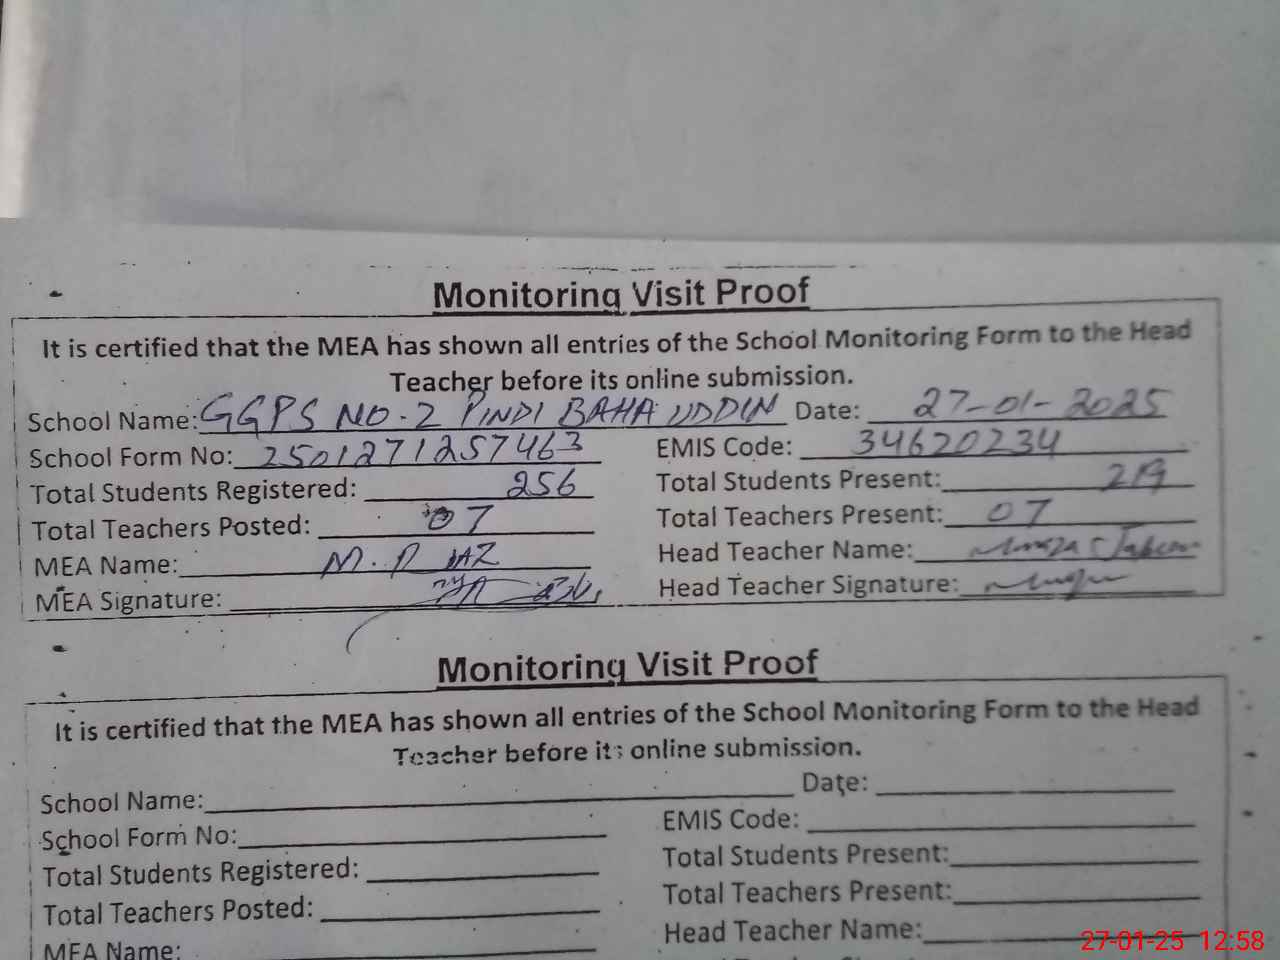 Monitoring Visit Proof
It is certified that the MEA has shown all entries of the School Monitoring Form to the Head
Teacher before its online submission.
School Name: GGPS NO-2 PINDI BAHA UDDIN Date: 27-01-2025
School Form No: 2501271257463 EMIS Code: 34620234
Total Students Registered: 256 Total Students Present: 219
Total Teachers Posted: 07 Total Teachers Present: 07
MEA Name: M. RIAZ Head Teacher Name:
MEA Signature: Head Teacher Signature:
Monitoring Visit Proof
It is certified that the MEA has shown all entries of the School Monitoring Form to the Head
Teacher before its online submission.
School Name: Date:
School Form No: EMIS Code:
Total Students Registered: Total Students Present:
Total Teachers Posted: Total Teachers Present:
MEA Name: Head Teacher Name:
27-01-25 12:58